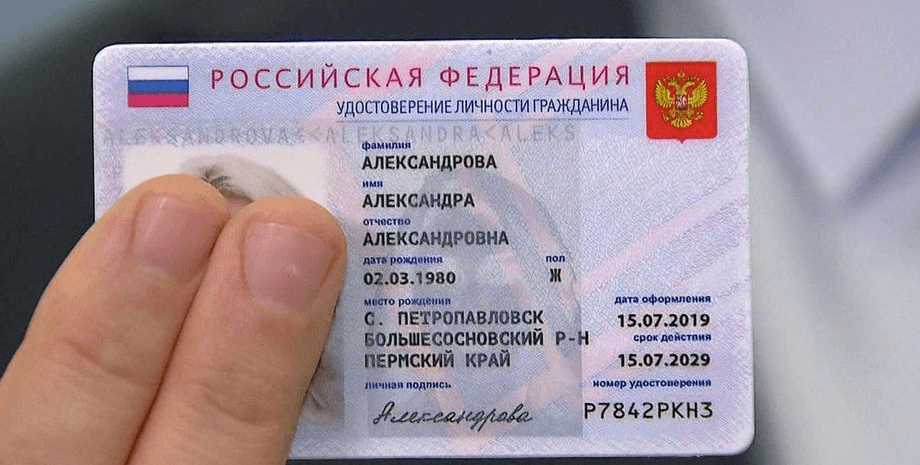 РОССИЙСКАЯ ФЕДЕРАЦИЯ
УДОСТОВЕРЕНИЕ ЛИЧНОСТИ ГРАЖДАНИНА
ALEKSANDROVA<<ALEKSANDRA<ALEKS
фамилия
АЛЕКСАНДРОВА
имя
АЛЕКСАНДРА
отчество
АЛЕКСАНДРОВНА
дата рождения
02.03.1980
пол
Ж
место рождения
С. ПЕТРОПАВЛОВСК
БОЛЬШЕСОСНОВСКИЙ Р-Н
ПЕРМСКИЙ КРАЙ
дата оформления
15.07.2019
срок действия
15.07.2029
личная подпись
Александрова
номер удостоверения
P7842PKH3